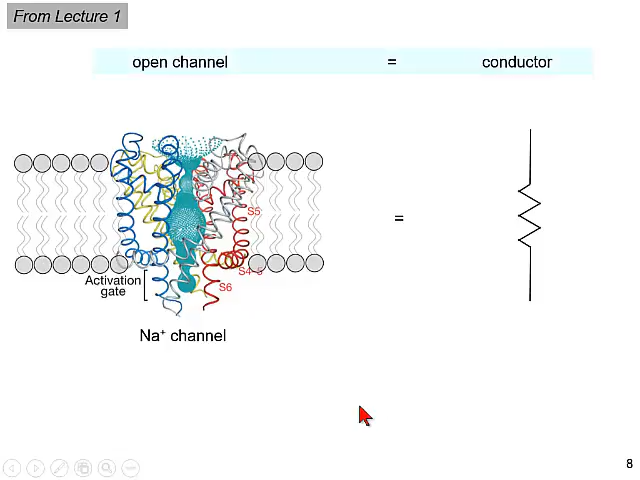 From Lecture 1
open channel = conductor
S5
=
S4-5
Activation
gate
S6
Na⁺ channel
8